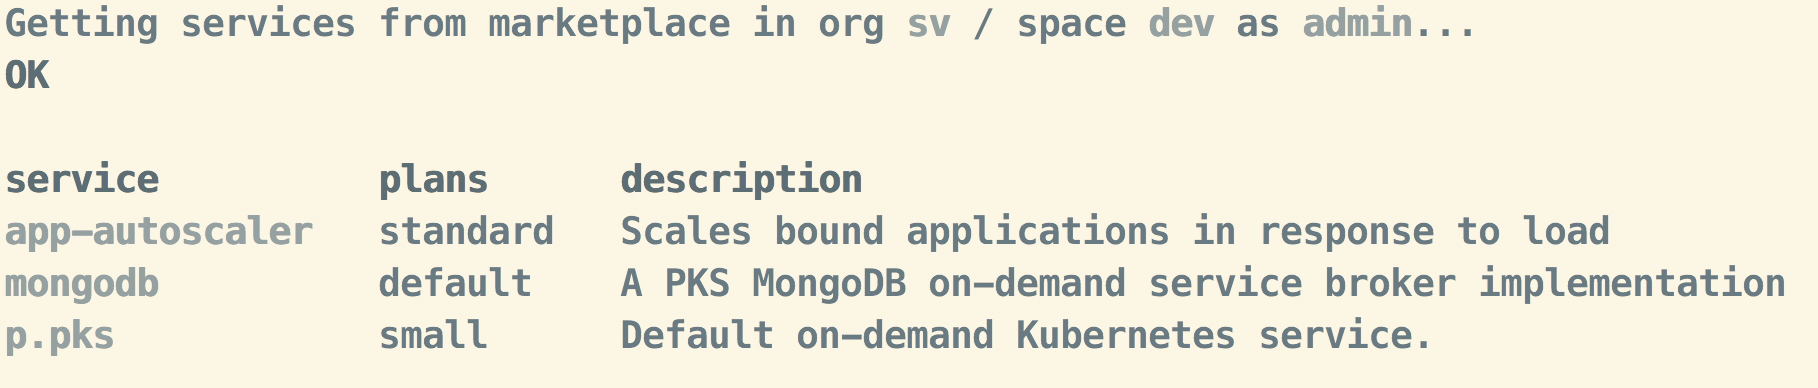 Getting services from marketplace in org sv / space dev as admin...
OK
service plans description
app-autoscaler standard Scales bound applications in response to load
mongodb default A PKS MongoDB on-demand service broker implementation
p.pks small Default on-demand Kubernetes service.